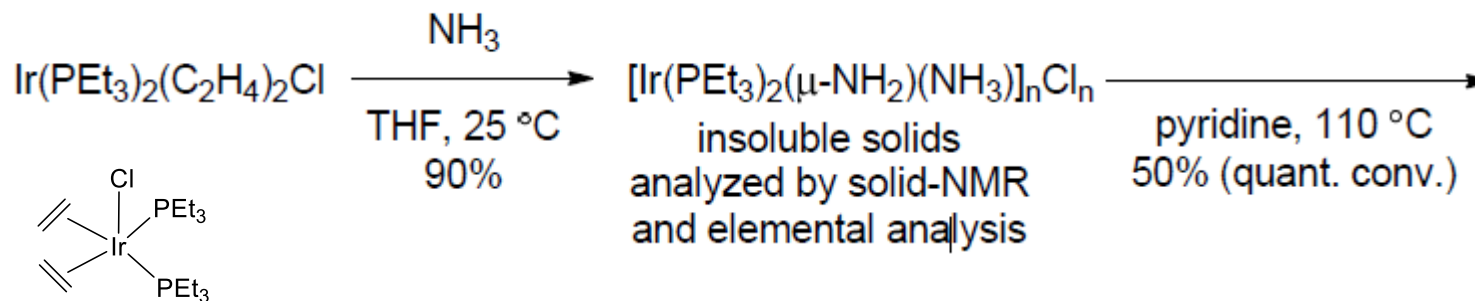 NH₃
Ir(PEt₃)₂(C₂H₄)₂Cl
THF, 25 °C
90%
[Ir(PEt₃)₂(μ-NH₂)(NH₃)]ₙClₙ
insoluble solids
analyzed by solid-NMR
and elemental analysis
pyridine, 110 °C
50% (quant. conv.)
Cl
PEt₃
Ir
PEt₃